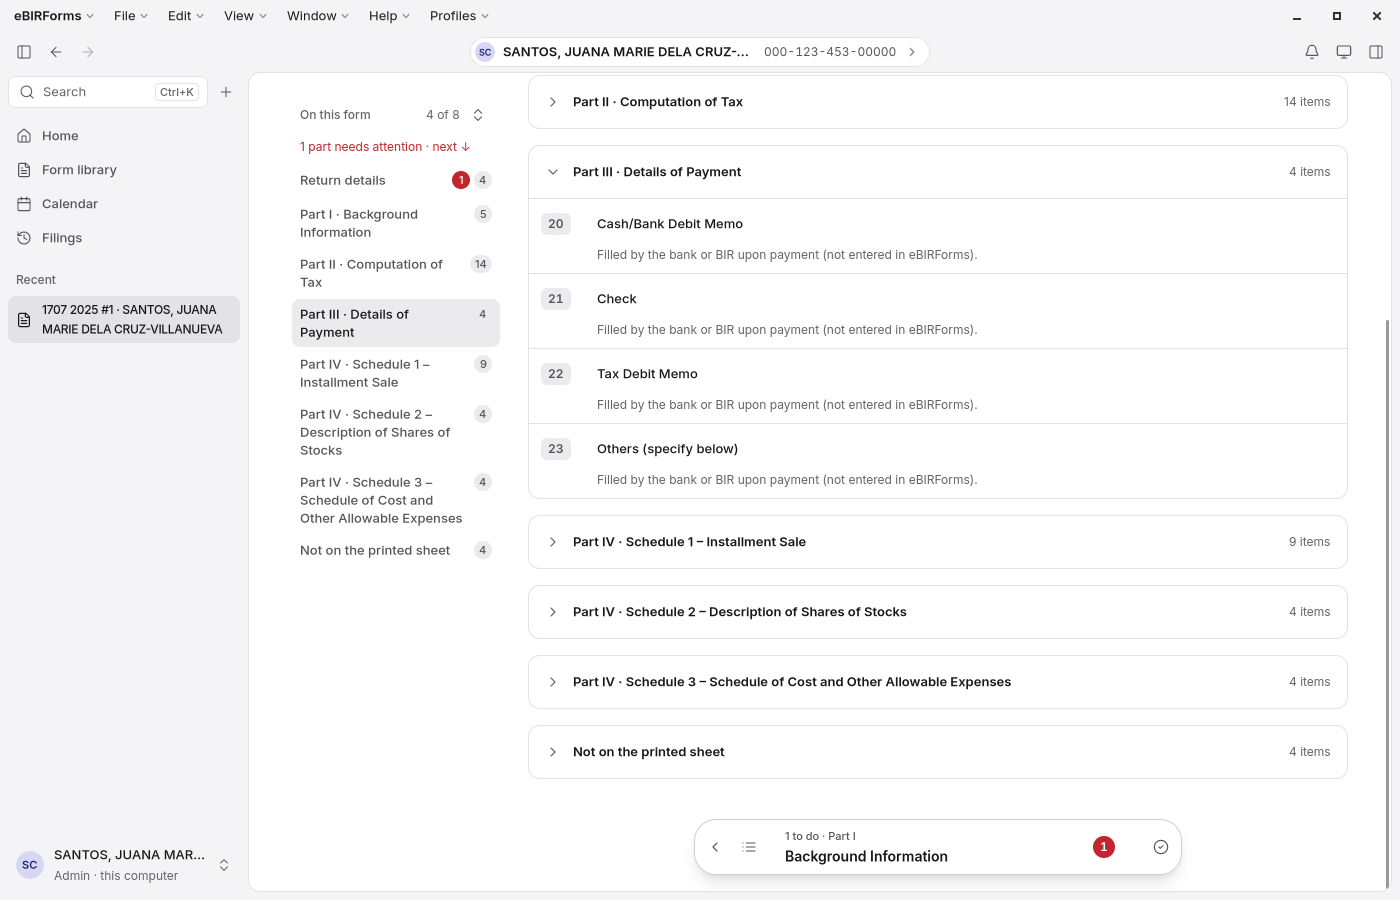 eBIRForms File Edit View Window Help Profiles
SC SANTOS, JUANA MARIE DELA CRUZ-... 000-123-453-00000
Search Ctrl+K
Home
Form library
Calendar
Filings
Recent
1707 2025 #1 · SANTOS, JUANA
MARIE DELA CRUZ-VILLANUEVA
SC SANTOS, JUANA MAR...
Admin · this computer
On this form 4 of 8
1 part needs attention · next ↓
Return details 1 4
Part I · Background 5
Information
Part II · Computation of 14
Tax
Part III · Details of 4
Payment
Part IV · Schedule 1 – 9
Installment Sale
Part IV · Schedule 2 – 4
Description of Shares of
Stocks
Part IV · Schedule 3 – 4
Schedule of Cost and
Other Allowable Expenses
Not on the printed sheet 4
Part II · Computation of Tax 14 items
Part III · Details of Payment 4 items
20 Cash/Bank Debit Memo
Filled by the bank or BIR upon payment (not entered in eBIRForms).
21 Check
Filled by the bank or BIR upon payment (not entered in eBIRForms).
22 Tax Debit Memo
Filled by the bank or BIR upon payment (not entered in eBIRForms).
23 Others (specify below)
Filled by the bank or BIR upon payment (not entered in eBIRForms).
Part IV · Schedule 1 – Installment Sale 9 items
Part IV · Schedule 2 – Description of Shares of Stocks 4 items
Part IV · Schedule 3 – Schedule of Cost and Other Allowable Expenses 4 items
Not on the printed sheet 4 items
1 to do · Part I
Background Information 1